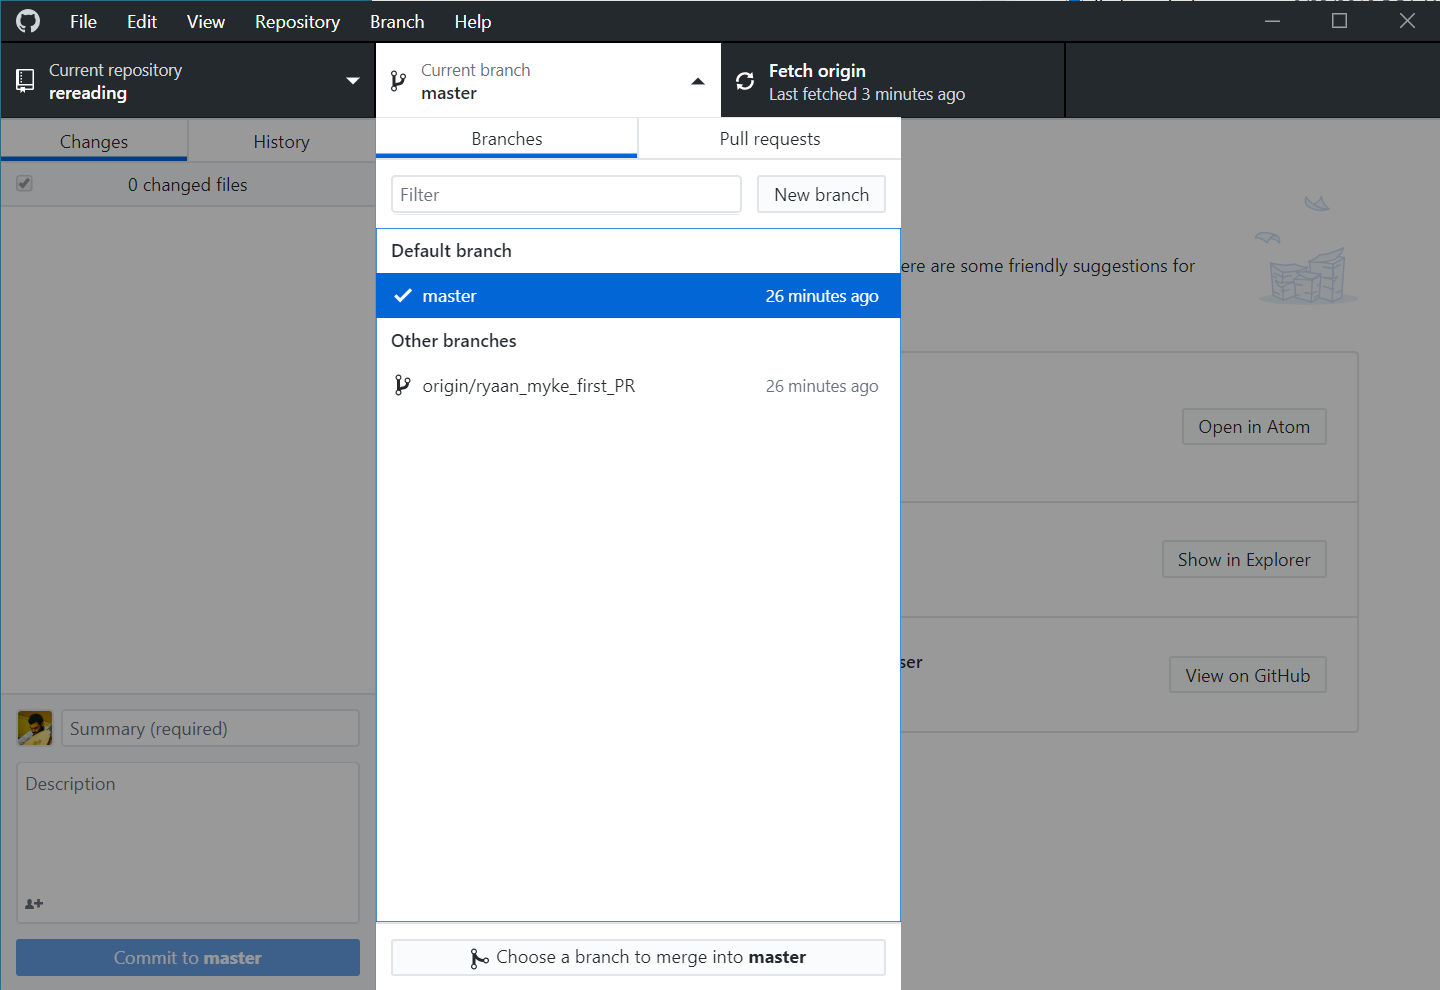 File Edit View Repository Branch Help
Current repository
rereading
Current branch
master
Fetch origin
Last fetched 3 minutes ago
Changes
History
0 changed files
Branches
Pull requests
Filter
New branch
Default branch
master
26 minutes ago
Other branches
origin/ryaan_myke_first_PR
26 minutes ago
ere are some friendly suggestions for
Open in Atom
Show in Explorer
ser
View on GitHub
Summary (required)
Description
Commit to master
Choose a branch to merge into master